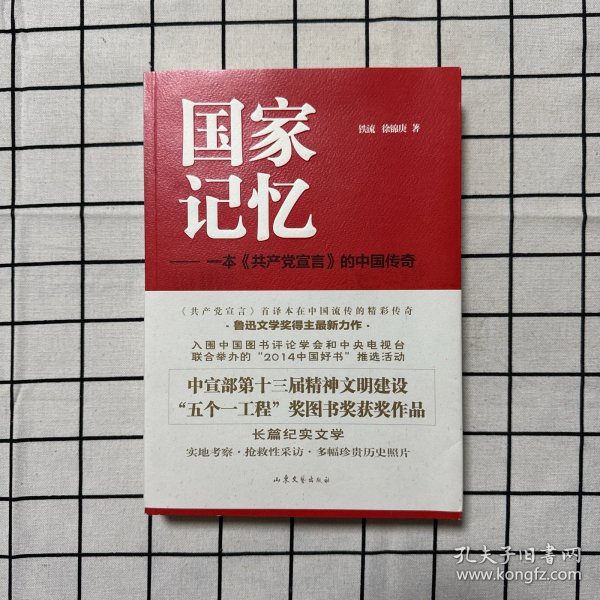 国家
记忆
铁流 徐锦庚 著
—— 一本《共产党宣言》的中国传奇
《共产党宣言》首译本在中国流传的精彩传奇
·鲁迅文学奖得主最新力作·
入围中国图书评论学会和中央电视台
联合举办的“2014中国好书”推选活动
中宣部第十三届精神文明建设
“五个一工程”奖图书奖获奖作品
长篇纪实文学
实地考察·抢救性采访·多幅珍贵历史照片
山东文艺出版社
孔夫子旧书网
www.kongfz.com